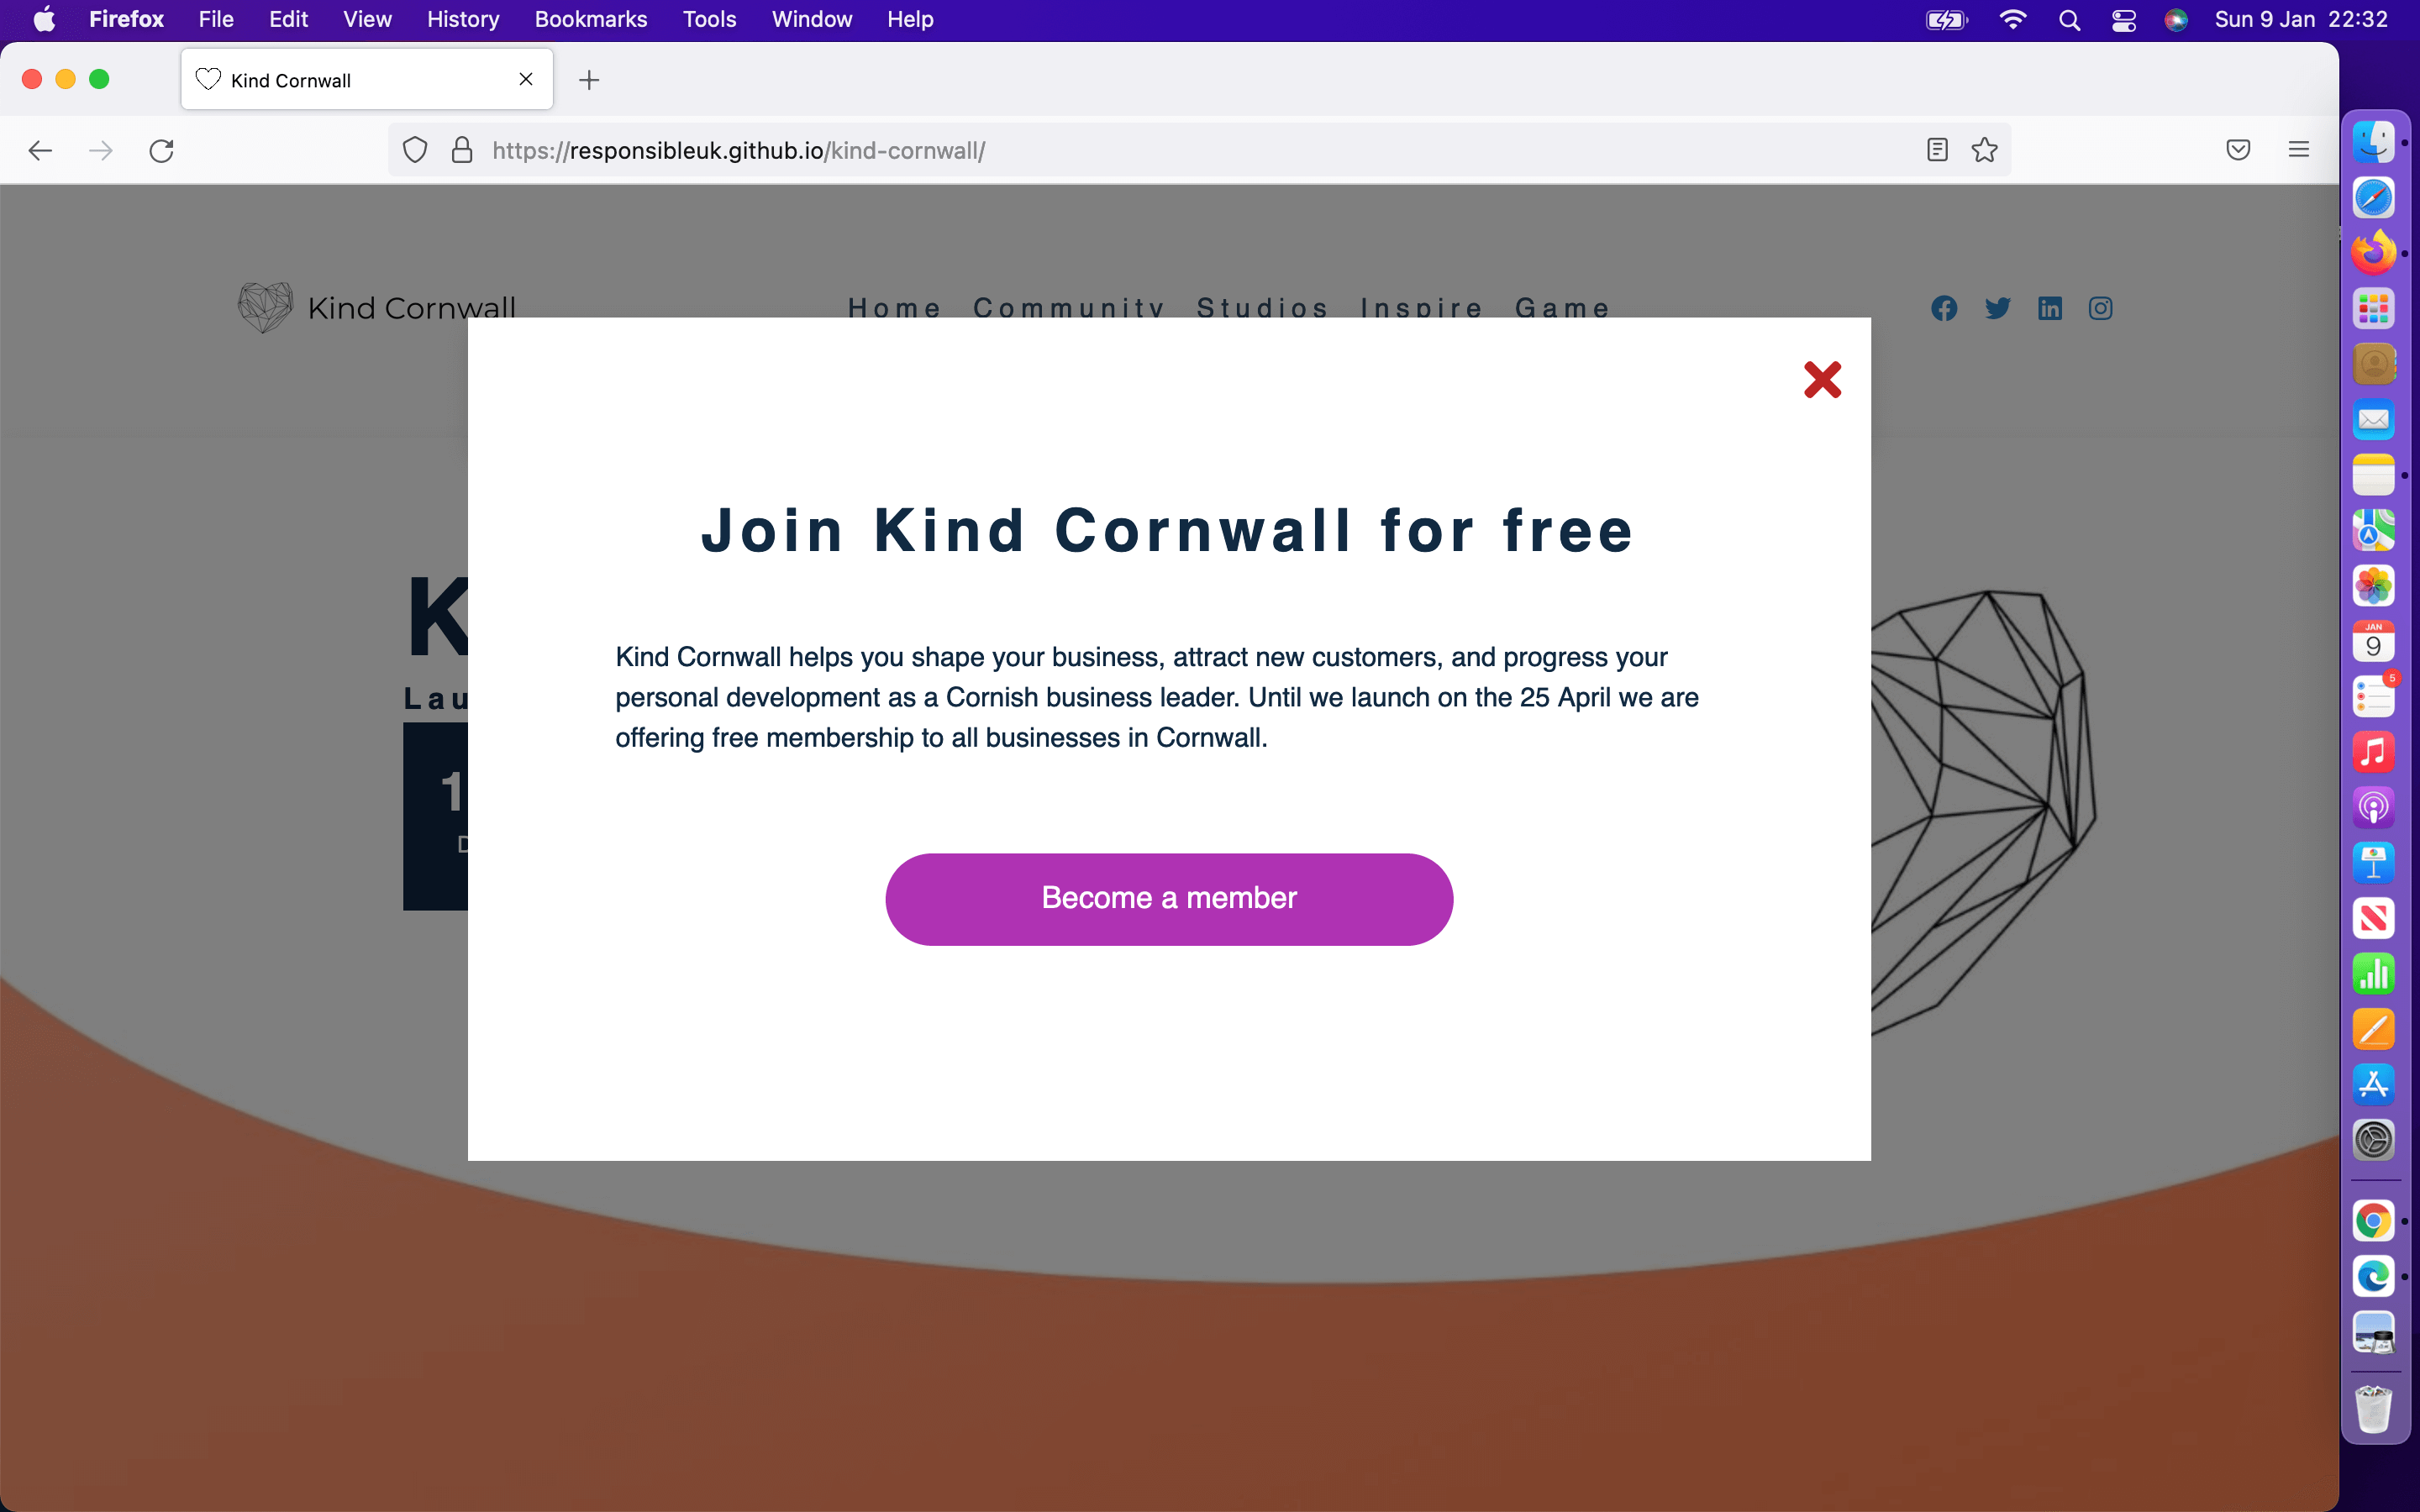 Firefox File Edit View History Bookmarks Tools Window Help Sun 9 Jan 22:32
Kind Cornwall
https://responsibleuk.github.io/kind-cornwall/
Kind Cornwall Home Community Studios Inspire Game
Join Kind Cornwall for free
Kind Cornwall helps you shape your business, attract new customers, and progress your
personal development as a Cornish business leader. Until we launch on the 25 April we are
offering free membership to all businesses in Cornwall.
Become a member
JAN
9
5